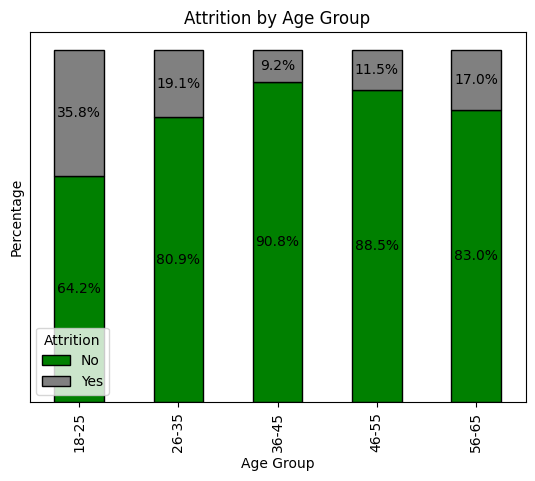 Attrition by Age Group
35.8%
19.1%
9.2%
11.5%
17.0%
64.2%
80.9%
90.8%
88.5%
83.0%
Percentage
Attrition
No
Yes
18-25
26-35
36-45
46-55
56-65
Age Group